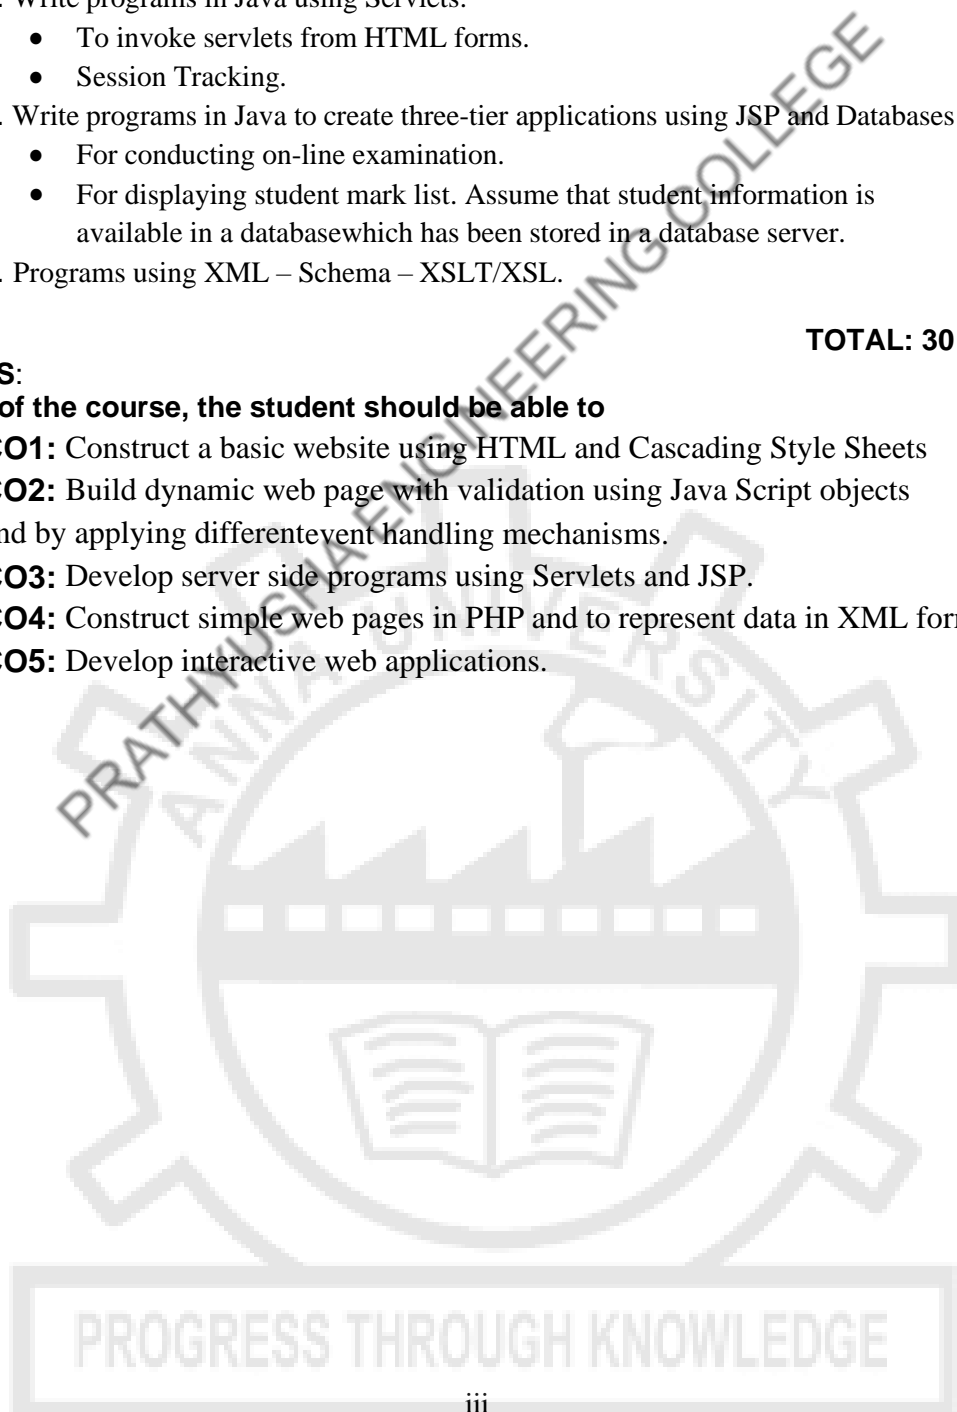 . Write programs in Java using Servlets.
• To invoke servlets from HTML forms.
• Session Tracking.
. Write programs in Java to create three-tier applications using JSP and Databases
• For conducting on-line examination.
• For displaying student mark list. Assume that student information is
available in a databasewhich has been stored in a database server.
. Programs using XML – Schema – XSLT/XSL.
TOTAL: 30
S:
of the course, the student should be able to
CO1: Construct a basic website using HTML and Cascading Style Sheets
CO2: Build dynamic web page with validation using Java Script objects
nd by applying differentevent handling mechanisms.
CO3: Develop server side programs using Servlets and JSP.
CO4: Construct simple web pages in PHP and to represent data in XML for
CO5: Develop interactive web applications.
PRATHYUSHA ENGINEERING COLLEGE
ANNA UNIVERSITY
PROGRESS THROUGH KNOWLEDGE
iii